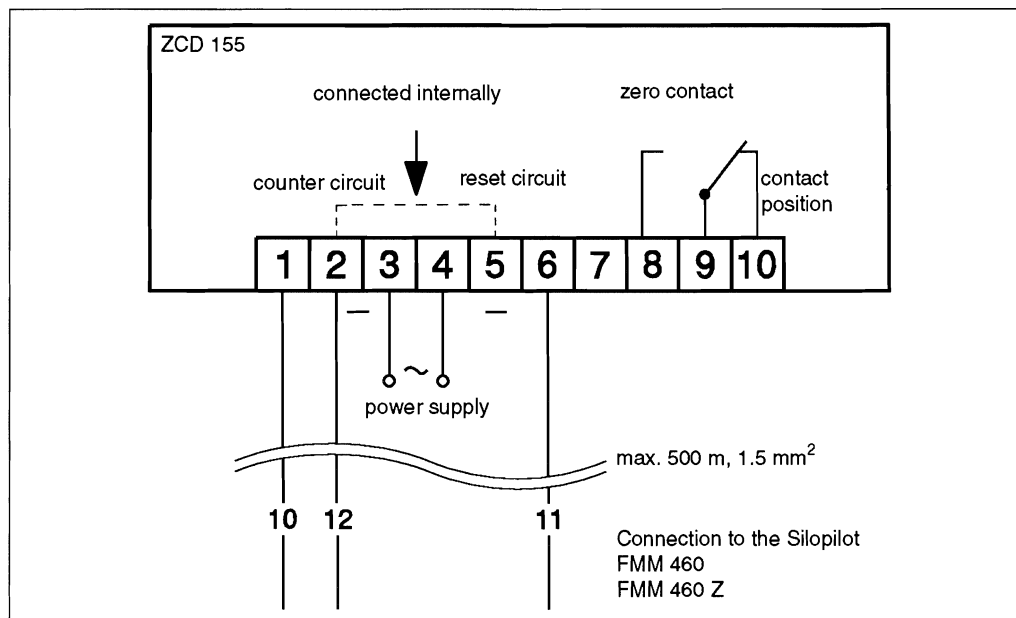 ZCD 155
connected internally
zero contact
counter circuit
reset circuit
contact
position
1 2 3 4 5 6 7 8 9 10
— —
~
power supply
max. 500 m, 1.5 mm²
10 12 11
Connection to the Silopilot
FMM 460
FMM 460 Z